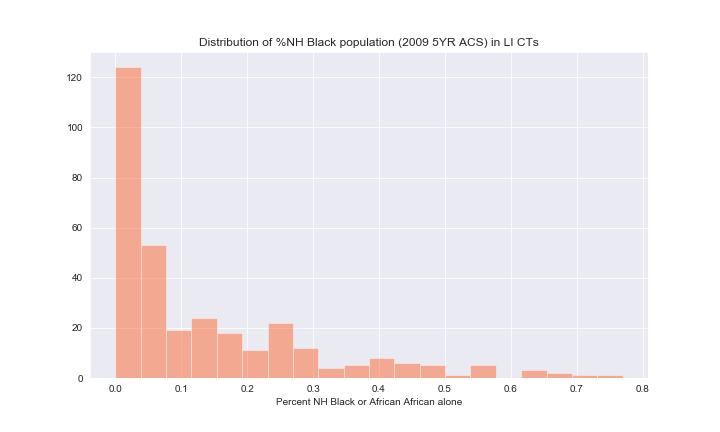 Distribution of %NH Black population (2009 5YR ACS) in LI CTs
120
100
80
60
40
20
0
0.0 0.1 0.2 0.3 0.4 0.5 0.6 0.7 0.8
Percent NH Black or African African alone